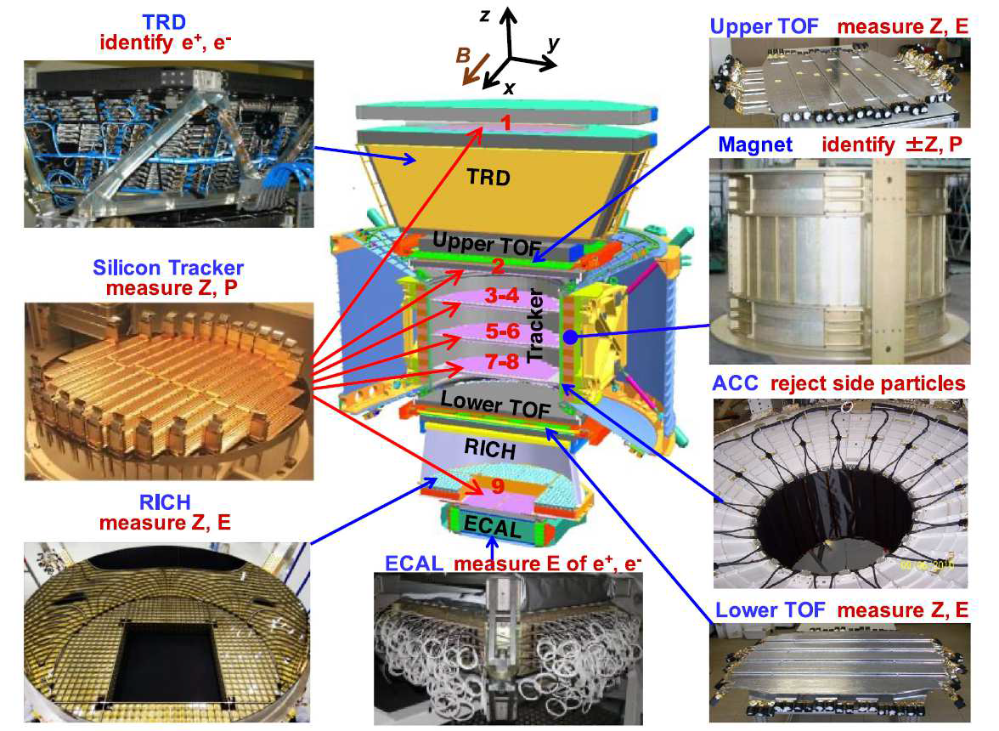 TRD
identify e⁺, e⁻
z
y
B
x
Upper TOF measure Z, E
Magnet identify ±Z, P
1
TRD
Upper TOF
2
3-4
5-6
7-8
Tracker
Lower TOF
RICH
9
ECAL
Silicon Tracker
measure Z, P
ACC reject side particles
RICH
measure Z, E
ECAL measure E of e⁺, e⁻
Lower TOF measure Z, E